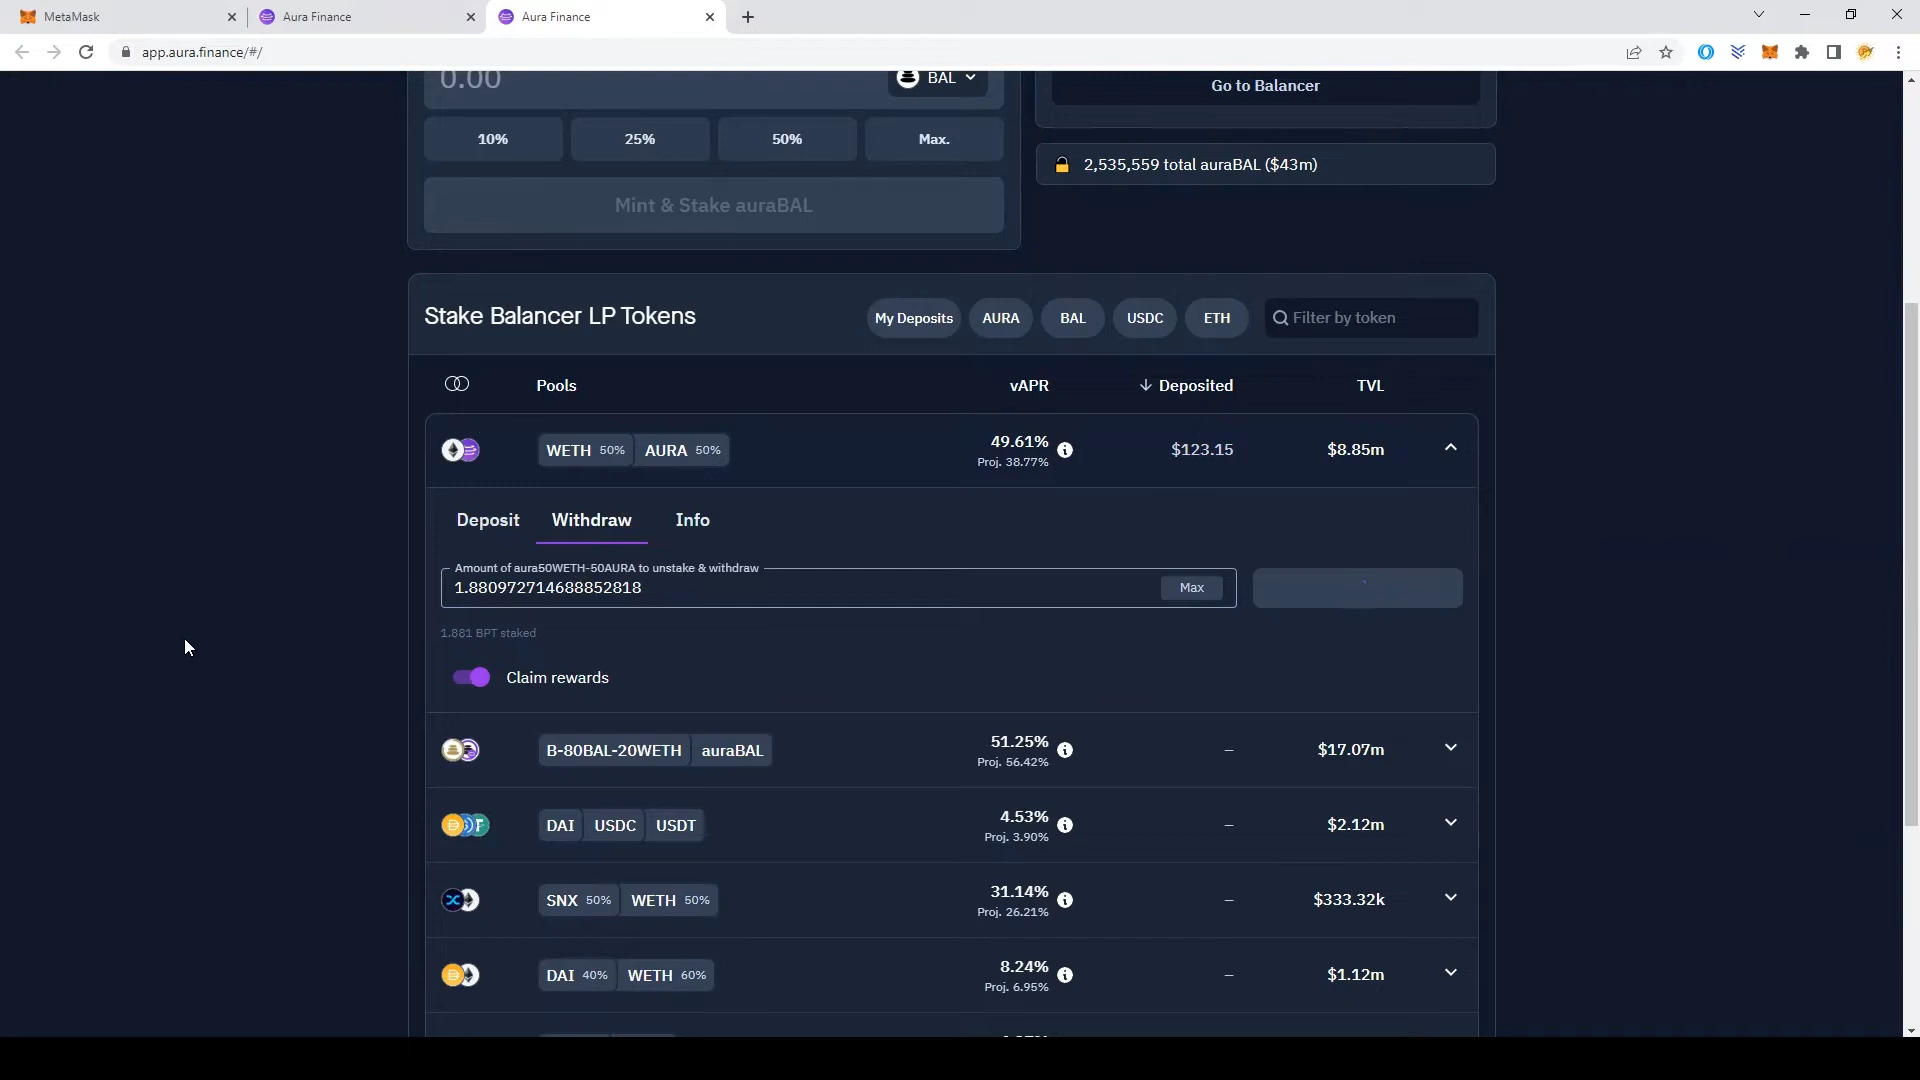 MetaMask
Aura Finance
Aura Finance
app.aura.finance/#/
0.00
BAL
Go to Balancer
10%
25%
50%
Max.
2,535,559 total auraBAL ($43m)
Mint & Stake auraBAL
Stake Balancer LP Tokens
My Deposits
AURA
BAL
USDC
ETH
Filter by token
Pools
vAPR
Deposited
TVL
WETH 50% AURA 50%
49.61%
Proj. 38.77%
$123.15
$8.85m
Deposit
Withdraw
Info
Amount of aura50WETH-50AURA to unstake & withdraw
1.880972714688852818
Max
1.881 BPT staked
Claim rewards
B-80BAL-20WETH auraBAL
51.25%
Proj. 56.42%
–
$17.07m
DAI USDC USDT
4.53%
Proj. 3.90%
–
$2.12m
SNX 50% WETH 50%
31.14%
Proj. 26.21%
–
$333.32k
DAI 40% WETH 60%
8.24%
Proj. 6.95%
–
$1.12m